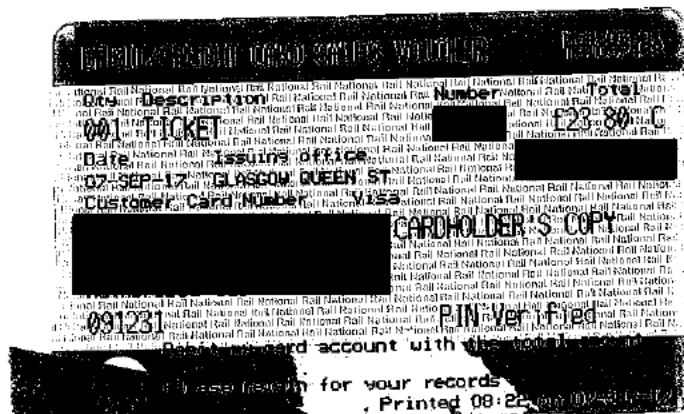 DEBIT/CREDIT CARD SALES VOUCHER
Qty Description Number Total
001 TICKET £23 80 C
Date Issuing office
07-SEP-17 GLASGOW QUEEN ST
Customer Card Number Visa
CARDHOLDER'S COPY
091231 PIN Verified
card account with the total
retain for your records
Printed 08:22 on